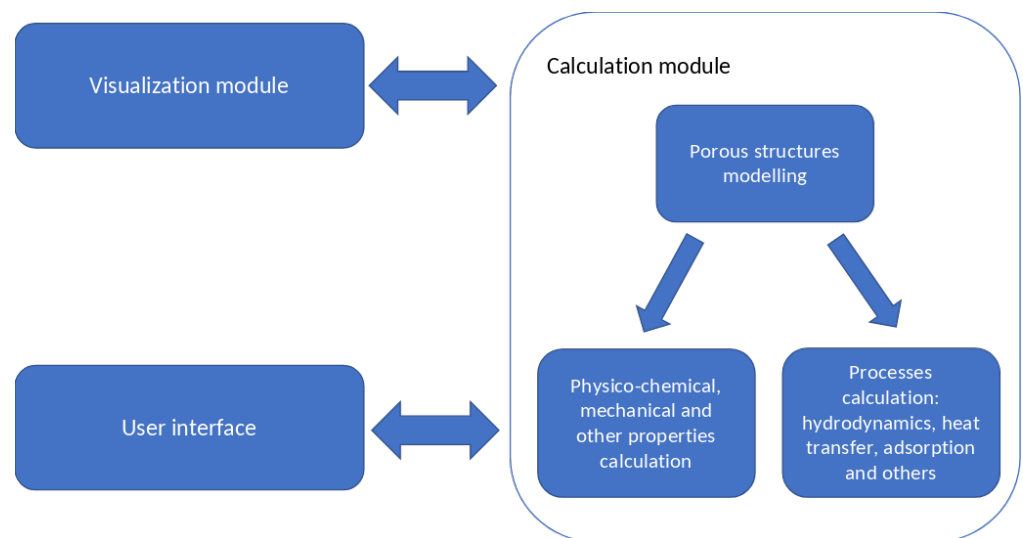 Visualization module
Calculation module
Porous structures
modelling
User interface
Physico-chemical,
mechanical and
other properties
calculation
Processes
calculation:
hydrodynamics, heat
transfer, adsorption
and others